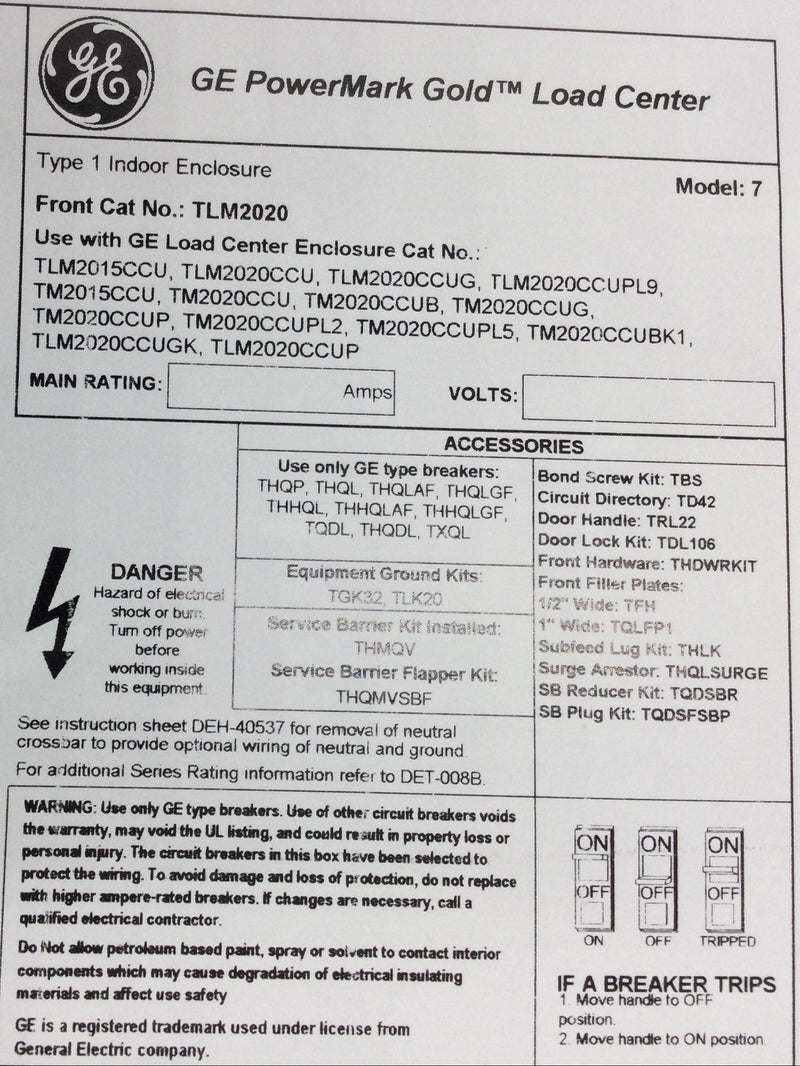 GE
GE PowerMark Gold™ Load Center
Type 1 Indoor Enclosure
Model: 7
Front Cat No.: TLM2020
Use with GE Load Center Enclosure Cat No.:
TLM2015CCU, TLM2020CCU, TLM2020CCUG, TLM2020CCUPL9,
TM2015CCU, TM2020CCU, TM2020CCUB, TM2020CCUG,
TM2020CCUP, TM2020CCUPL2, TM2020CCUPL5, TM2020CCUBK1,
TLM2020CCUGK, TLM2020CCUP
MAIN RATING:
Amps
VOLTS:
ACCESSORIES
Use only GE type breakers:
THQP, THQL, THQLAF, THQLGF,
THHQL, THHQLAF, THHQLGF,
TQDL, THQDL, TXQL
Equipment Ground Kits:
TGK32, TLK20
Service Barrier Kit Installed:
THMQV
Service Barrier Flapper Kit:
THQMVSBF
Bond Screw Kit: TBS
Circuit Directory: TD42
Door Handle: TRL22
Door Lock Kit: TDL106
Front Hardware: THDWRKIT
Front Filler Plates:
1/2" Wide: TFH
1" Wide: TQLFP1
Subfeed Lug Kit: THLK
Surge Arrestor: THQLSURGE
SB Reducer Kit: TQDSBR
SB Plug Kit: TQDSFSBP
DANGER
Hazard of electrical
shock or burn.
Turn off power
before
working inside
this equipment.
See instruction sheet DEH-40537 for removal of neutral
crossbar to provide optional wiring of neutral and ground
For additional Series Rating information refer to DET-008B.
WARNING: Use only GE type breakers. Use of other circuit breakers voids
the warranty, may void the UL listing, and could result in property loss or
personal injury. The circuit breakers in this box have been selected to
protect the wiring. To avoid damage and loss of protection, do not replace
with higher ampere-rated breakers. If changes are necessary, call a
qualified electrical contractor.
Do Not allow petroleum based paint, spray or solvent to contact interior
components which may cause degradation of electrical insulating
materials and affect use safety
GE is a registered trademark used under license from
General Electric company.
ON ON ON
OFF OFF OFF
ON OFF TRIPPED
IF A BREAKER TRIPS
1. Move handle to OFF
position.
2. Move handle to ON position.